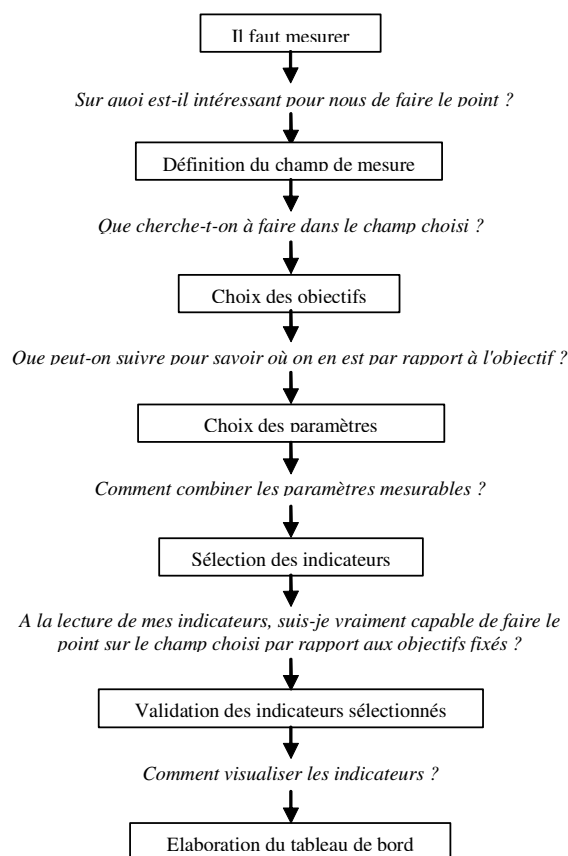 Il faut mesurer
Sur quoi est-il intéressant pour nous de faire le point ?
Définition du champ de mesure
Que cherche-t-on à faire dans le champ choisi ?
Choix des objectifs
Que peut-on suivre pour savoir où on en est par rapport à l'objectif ?
Choix des paramètres
Comment combiner les paramètres mesurables ?
Sélection des indicateurs
A la lecture de mes indicateurs, suis-je vraiment capable de faire le
point sur le champ choisi par rapport aux objectifs fixés ?
Validation des indicateurs sélectionnés
Comment visualiser les indicateurs ?
Elaboration du tableau de bord